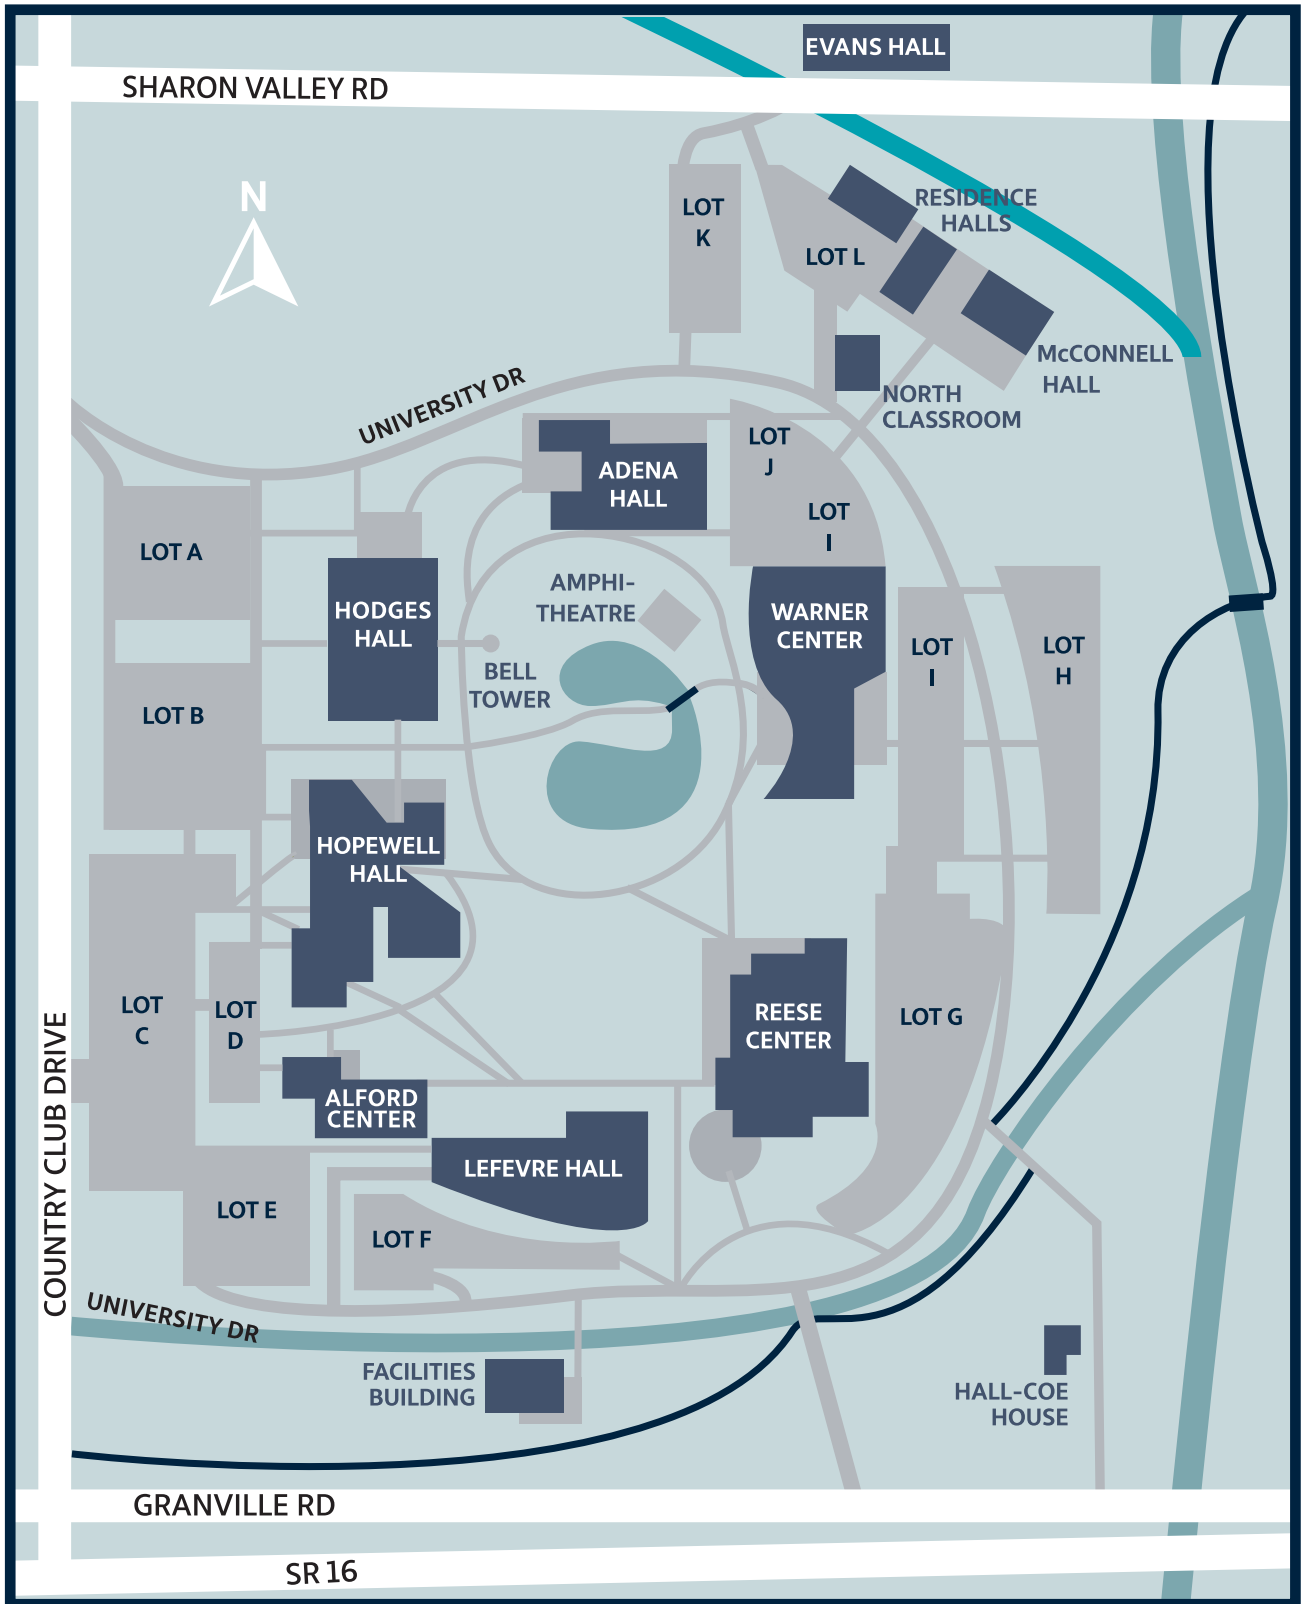 EVANS HALL
SHARON VALLEY RD
N
LOT
K
RESIDENCE
HALLS
LOT L
McCONNELL
HALL
UNIVERSITY DR
NORTH
CLASSROOM
LOT
J
ADENA
HALL
LOT
I
LOT A
AMPHI-
THEATRE
HODGES
HALL
WARNER
CENTER
LOT
I
LOT
H
BELL
TOWER
LOT B
HOPEWELL
HALL
LOT
C
LOT
D
REESE
CENTER
LOT G
COUNTRY CLUB DRIVE
ALFORD
CENTER
LEFEVRE HALL
LOT E
LOT F
UNIVERSITY DR
FACILITIES
BUILDING
HALL-COE
HOUSE
GRANVILLE RD
SR 16